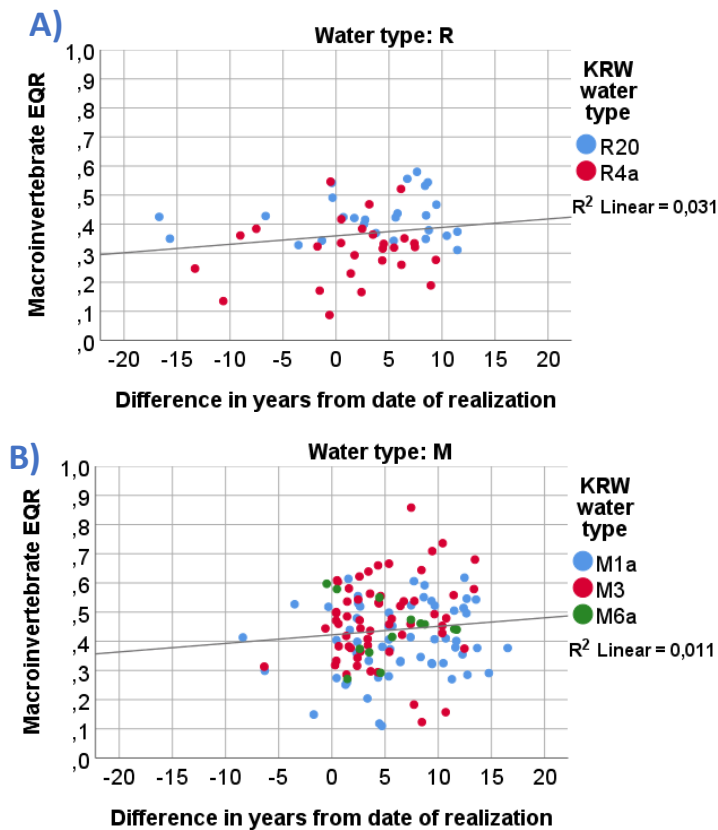 A)
Water type: R
1,0
,9
,8
,7
,6
,5
,4
,3
,2
,1
,0
Macroinvertebrate EQR
-20 -15 -10 -5 0 5 10 15 20
Difference in years from date of realization
KRW
water
type
R20
R4a
R² Linear = 0,031
B)
Water type: M
1,0
,9
,8
,7
,6
,5
,4
,3
,2
,1
,0
Macroinvertebrate EQR
-20 -15 -10 -5 0 5 10 15 20
Difference in years from date of realization
KRW
water
type
M1a
M3
M6a
R² Linear = 0,011